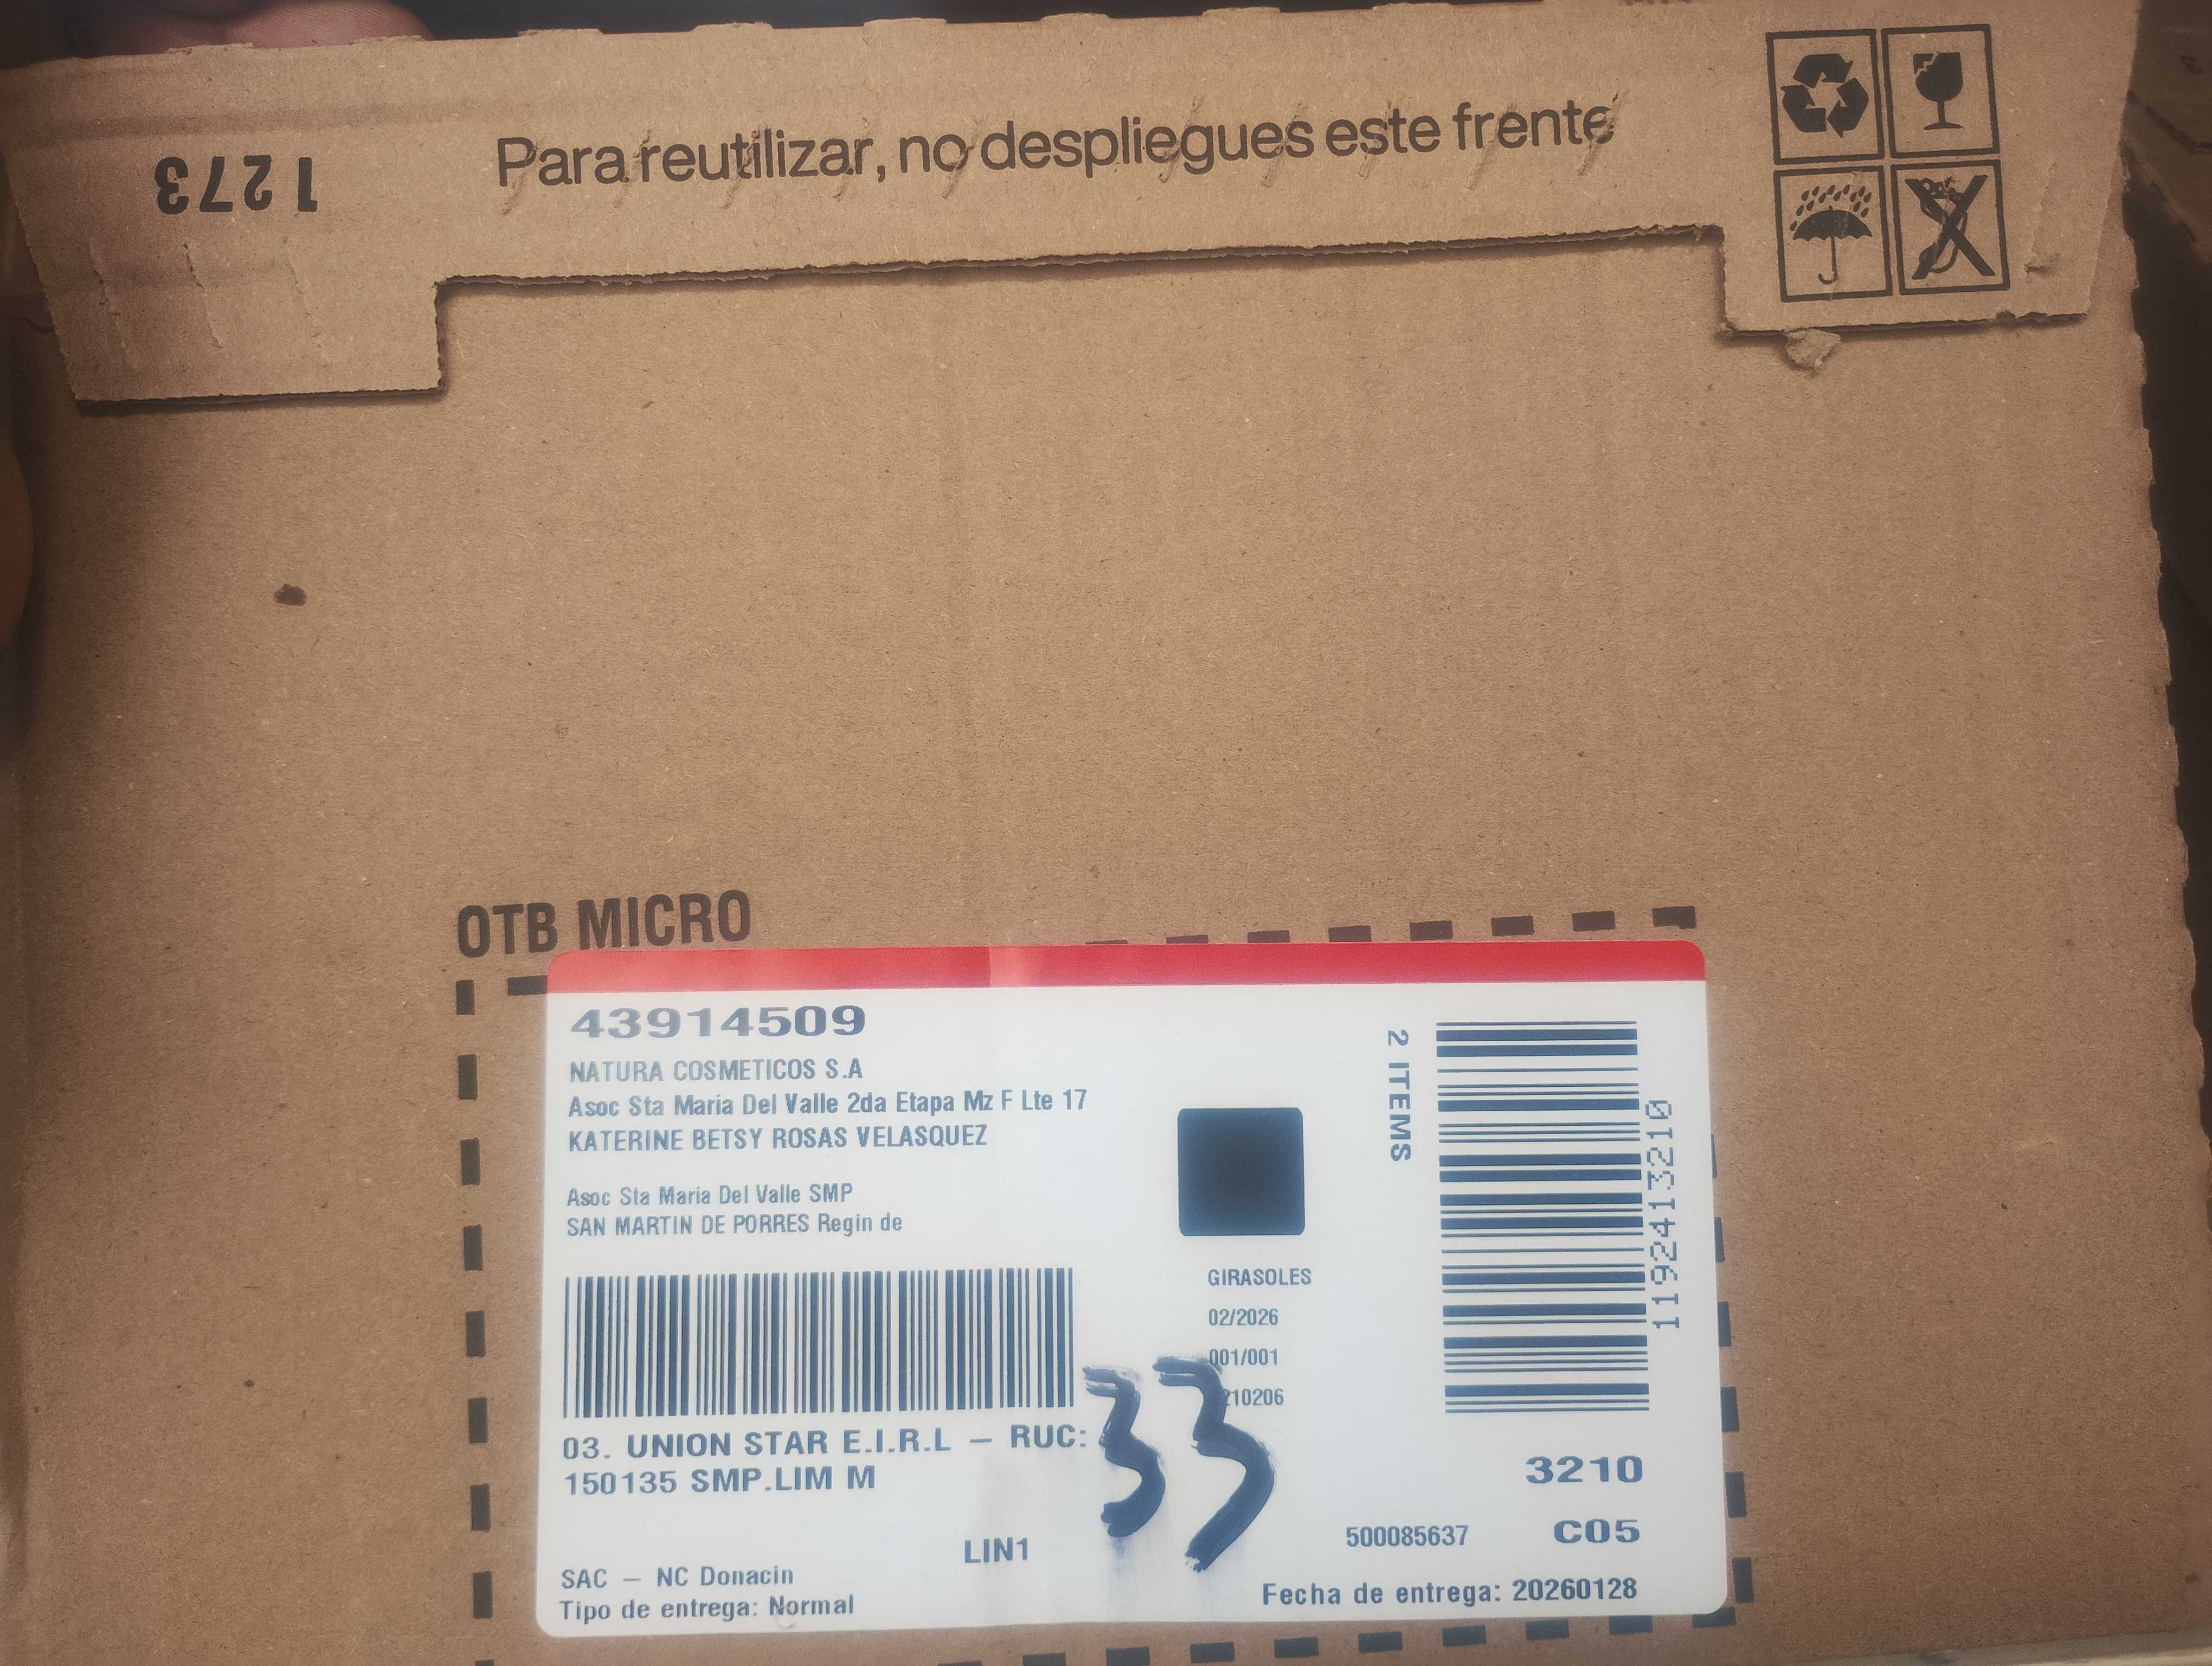 Para reutilizar, no despliegues este frente
1273
OTB MICRO
43914509
NATURA COSMETICOS S.A
Asoc Sta Maria Del Valle 2da Etapa Mz F Lte 17
KATERINE BETSY ROSAS VELASQUEZ
Asoc Sta Maria Del Valle SMP
SAN MARTIN DE PORRES Regin de
2 ITEMS
1192413210
GIRASOLES
02/2026
001/001
10206
33
03. UNION STAR E.I.R.L – RUC:
150135 SMP.LIM M
3210
LIN1
500085637
C05
SAC – NC Donacin
Tipo de entrega: Normal
Fecha de entrega: 20260128